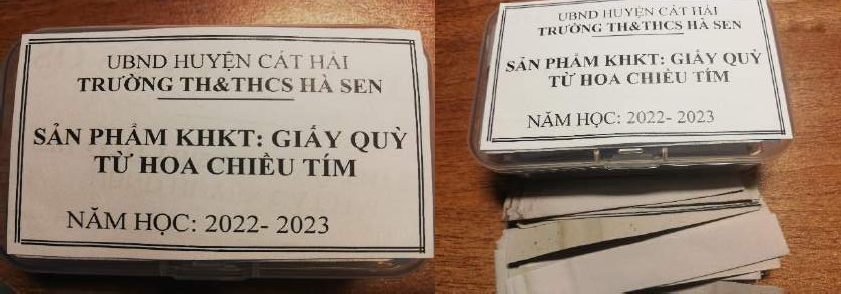 UBND HUYỆN CÁT HẢI
TRƯỜNG TH&THCS HÀ SEN
SẢN PHẨM KHKT: GIẤY QUỲ
TỪ HOA CHIỀU TÍM
NĂM HỌC: 2022- 2023
UBND HUYỆN CÁT HẢI
TRƯỜNG TH&THCS HÀ SEN
SẢN PHẨM KHKT: GIẤY QUỲ
TỪ HOA CHIỀU TÍM
NĂM HỌC: 2022- 2023